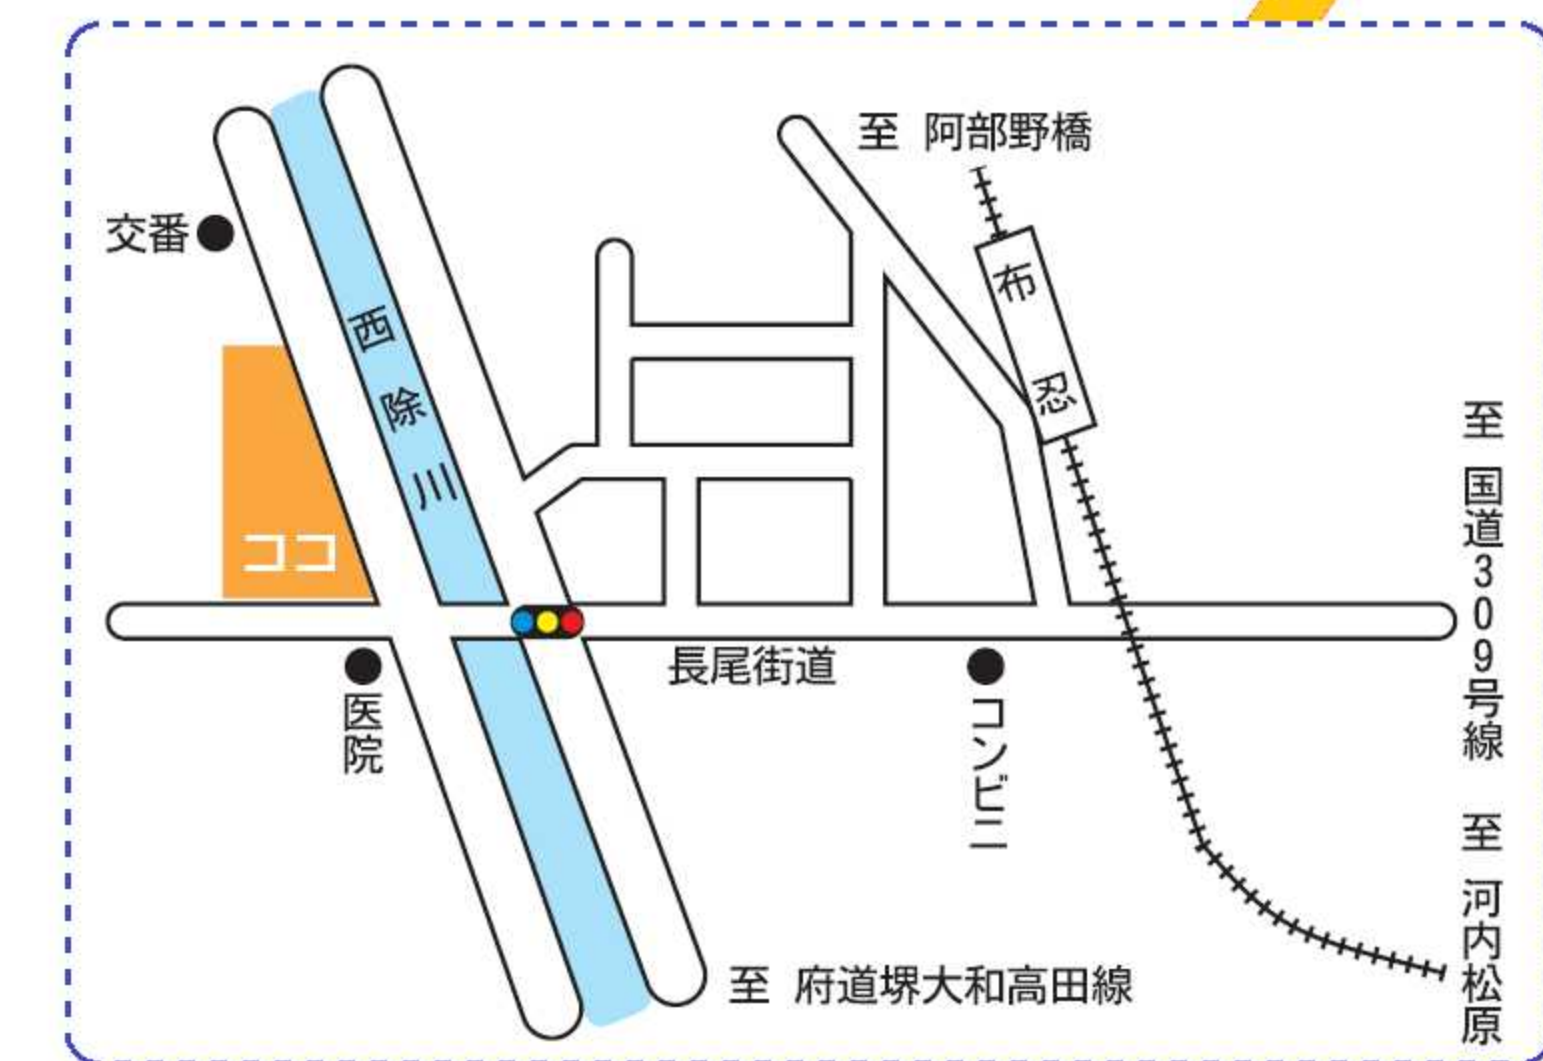 至 阿部野橋
交番
布忍
西除川
至 国道309号線
ココ
長尾街道
医院
コンビニ
至 河内松原
至 府道堺大和高田線